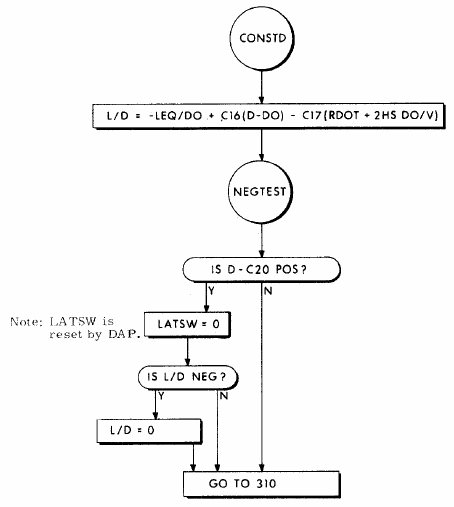 CONSTD
L/D = -LEQ/DO + C16(D-DO) - C17(RDOT + 2HS DO/V)
NEGTEST
IS D-C20 POS?
Y
N
Note: LATSW is
reset by DAP.
LATSW = 0
IS L/D NEG?
Y
N
L/D = 0
GO TO 310